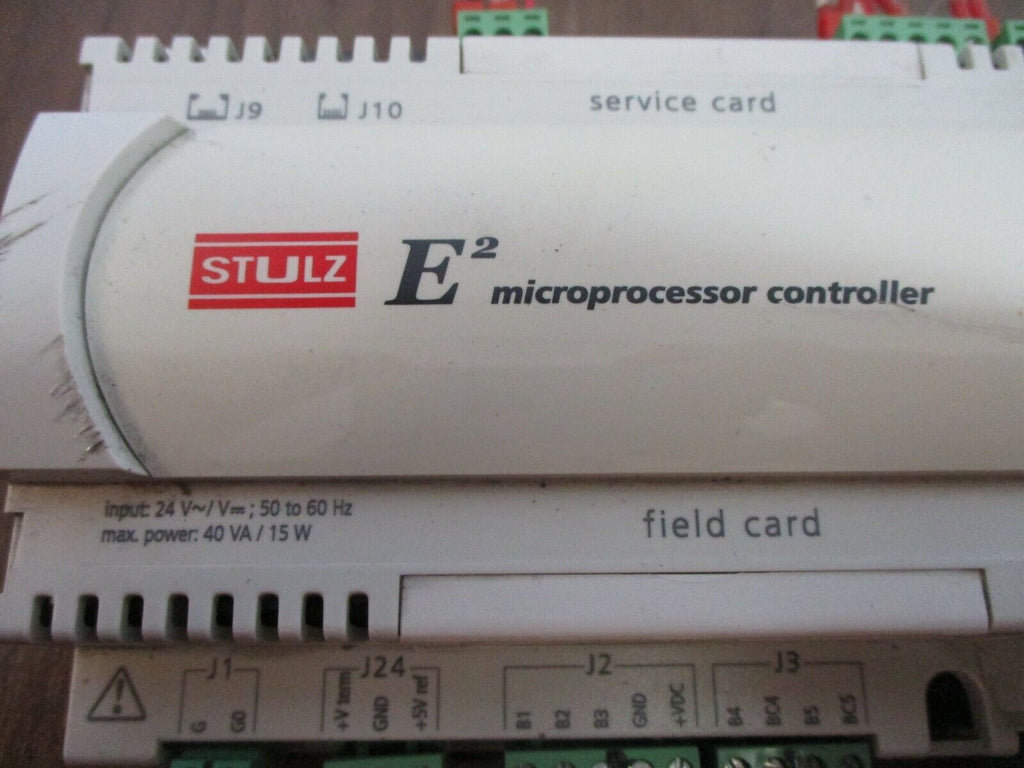 J9 J10 service card
STULZ E² microprocessor controller
input: 24 V~/ V⎓ ; 50 to 60 Hz
max. power: 40 VA / 15 W
field card
J1 J24 J2 J3
G G0 +V term GND +5V ref B1 B2 B3 GND +VDC B4 BC4 B5 BC5